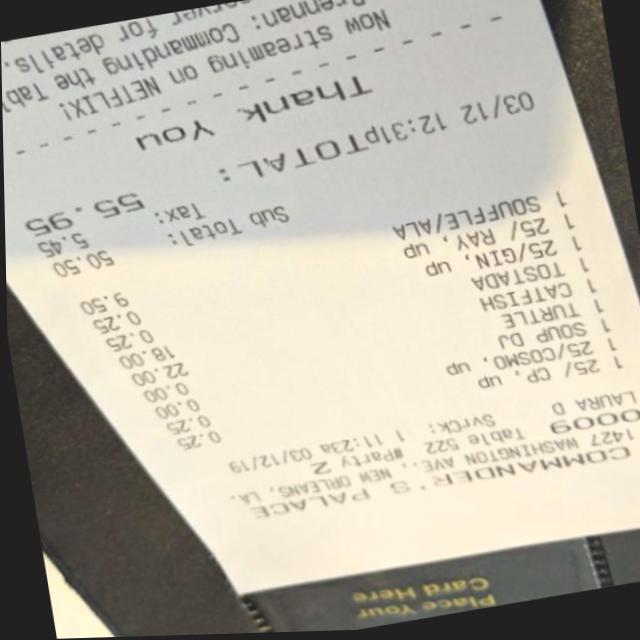 COMMANDER'S PALACE
1427 WASHINGTON AVE., NEW ORLEANS, LA.
0009 Table 522 #Party 2
LAURA D SvrCk: 1 11:23a 03/12/19
1 25/ CP, up 0.25
1 25/COSMO, up 0.25
1 SOUP DJ 0.00
1 TURTLE 0.00
1 CATFISH 22.00
1 TOSTADA 18.00
1 25/GIN, up 0.25
1 25/ RAY, up 0.25
1 SOUFFLE/ALA 9.50
Sub Total: 50.50
Tax: 5.45
03/12 12:31pTOTAL: 55.95
Thank You
Now streaming on NETFLIX!
Brennan: Commanding the Tabl
for details.
Place Your
Card Here